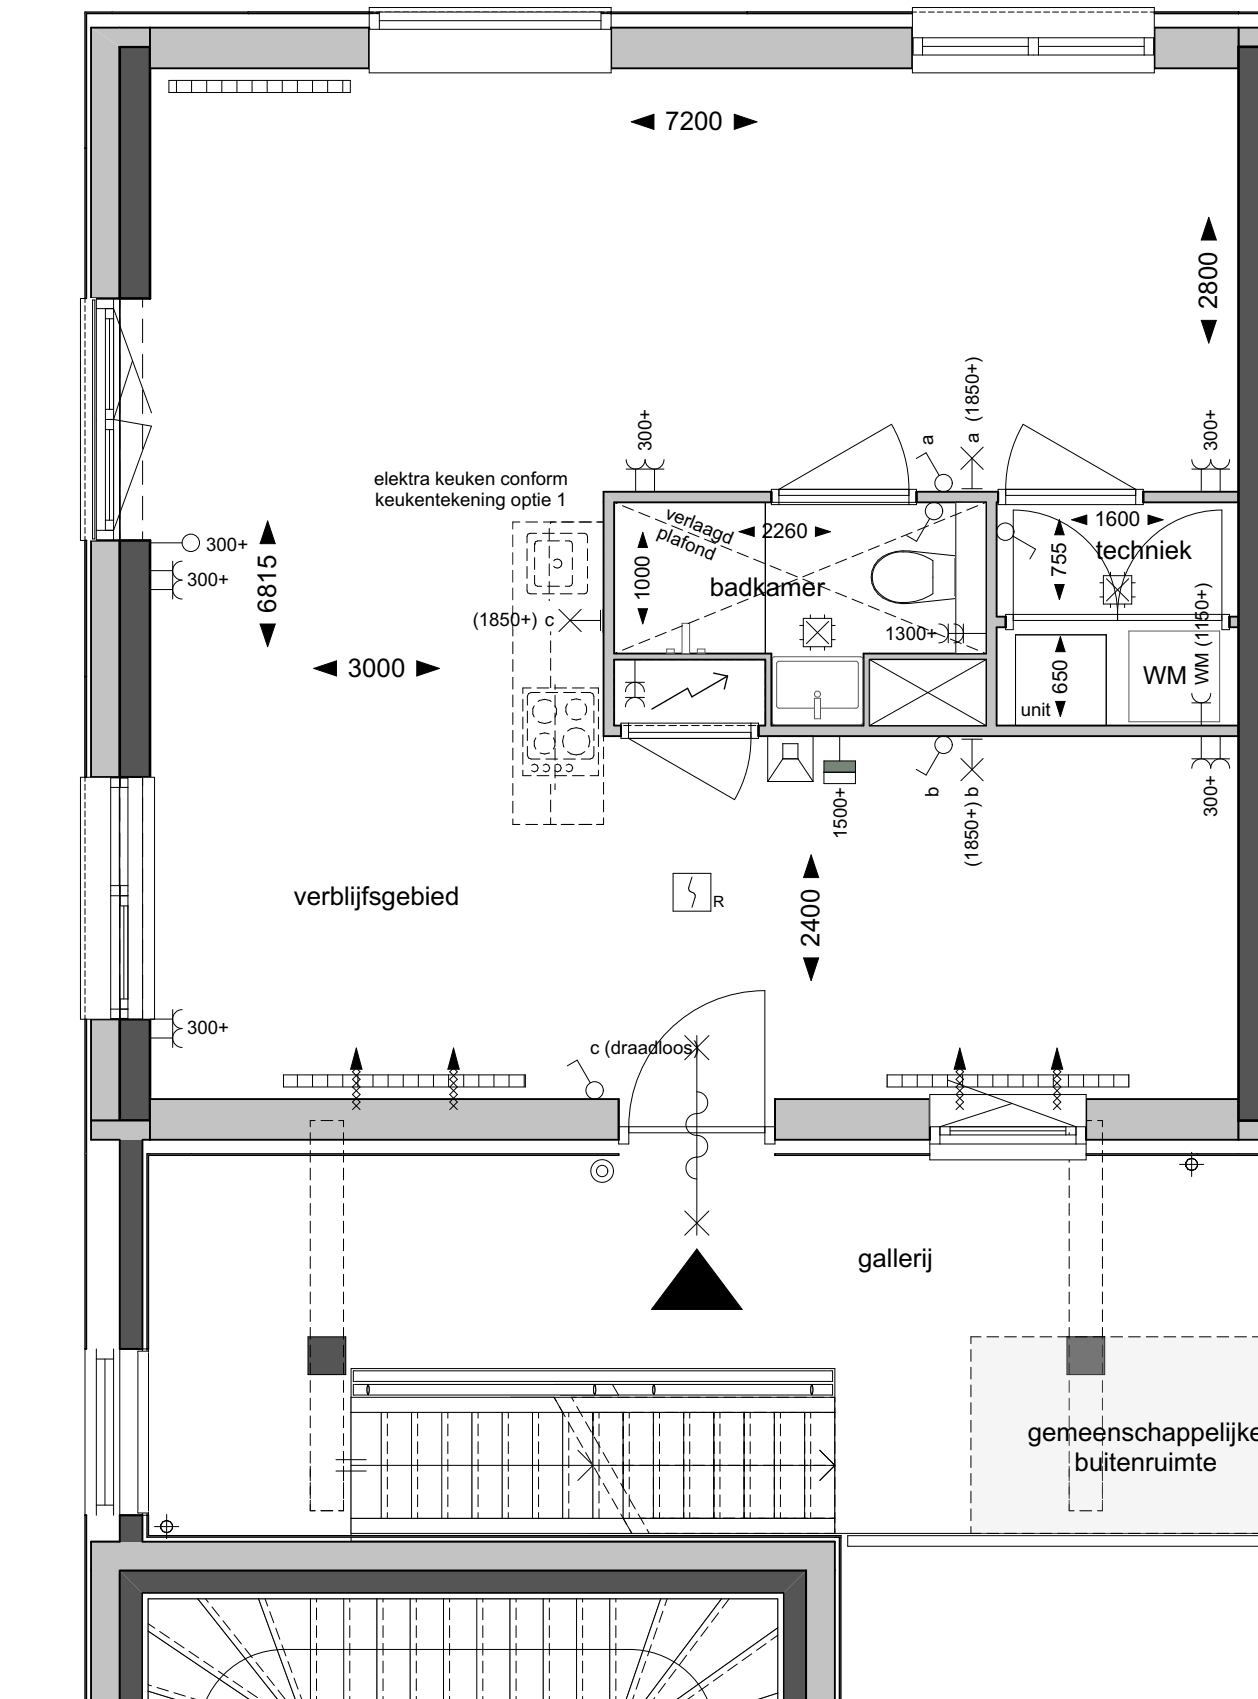 7200
2800
a (1850+)
300+
a
300+
elektra keuken conform
keukentekening optie 1
verlaagd
plafond
2260
1600
300+
6815
1000
755
techniek
300+
badkamer
(1850+) c
1300+
WM (1150+)
3000
650
WM
unit
1500+
b
(1850+) b
300+
verblijfsgebied
R
2400
300+
c (draadloos)
gallerij
gemeenschappelijke
buitenruimte